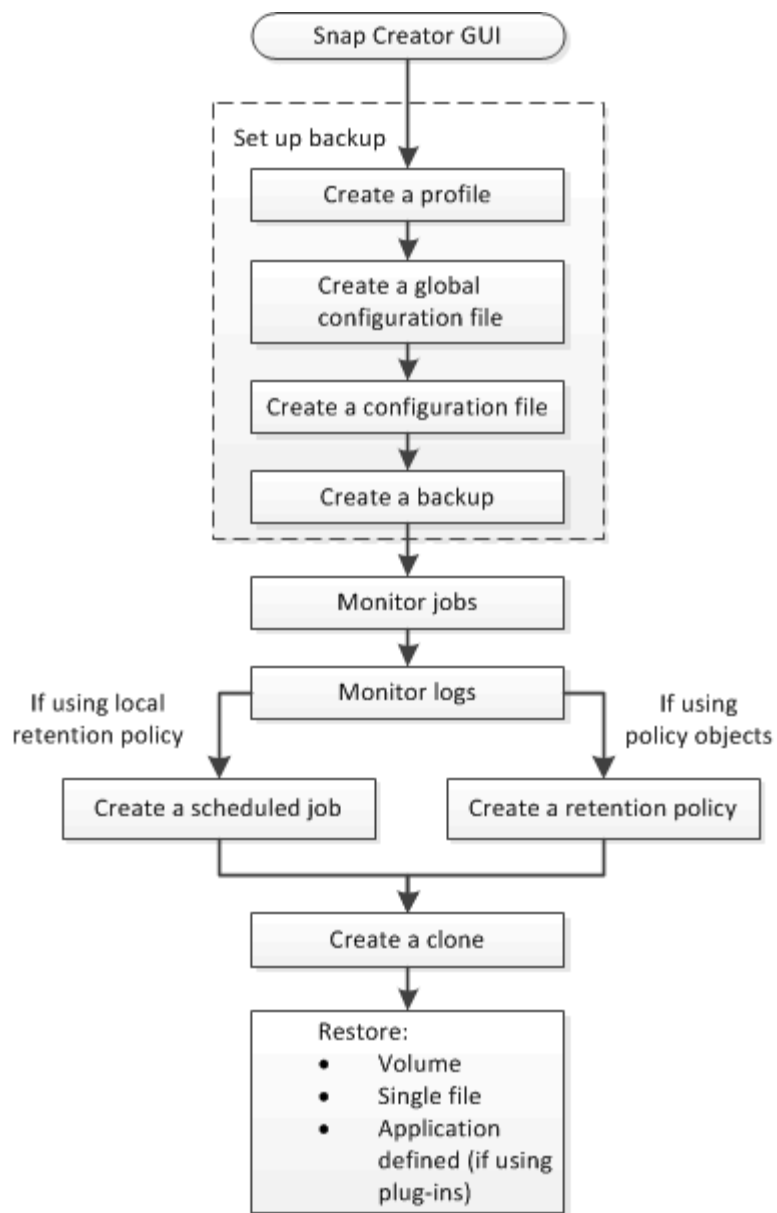 Snap Creator GUI
Set up backup
Create a profile
Create a global
configuration file
Create a configuration file
Create a backup
Monitor jobs
Monitor logs
If using local
retention policy
If using
policy objects
Create a scheduled job
Create a retention policy
Create a clone
Restore:
• Volume
• Single file
• Application
defined (if using
plug-ins)